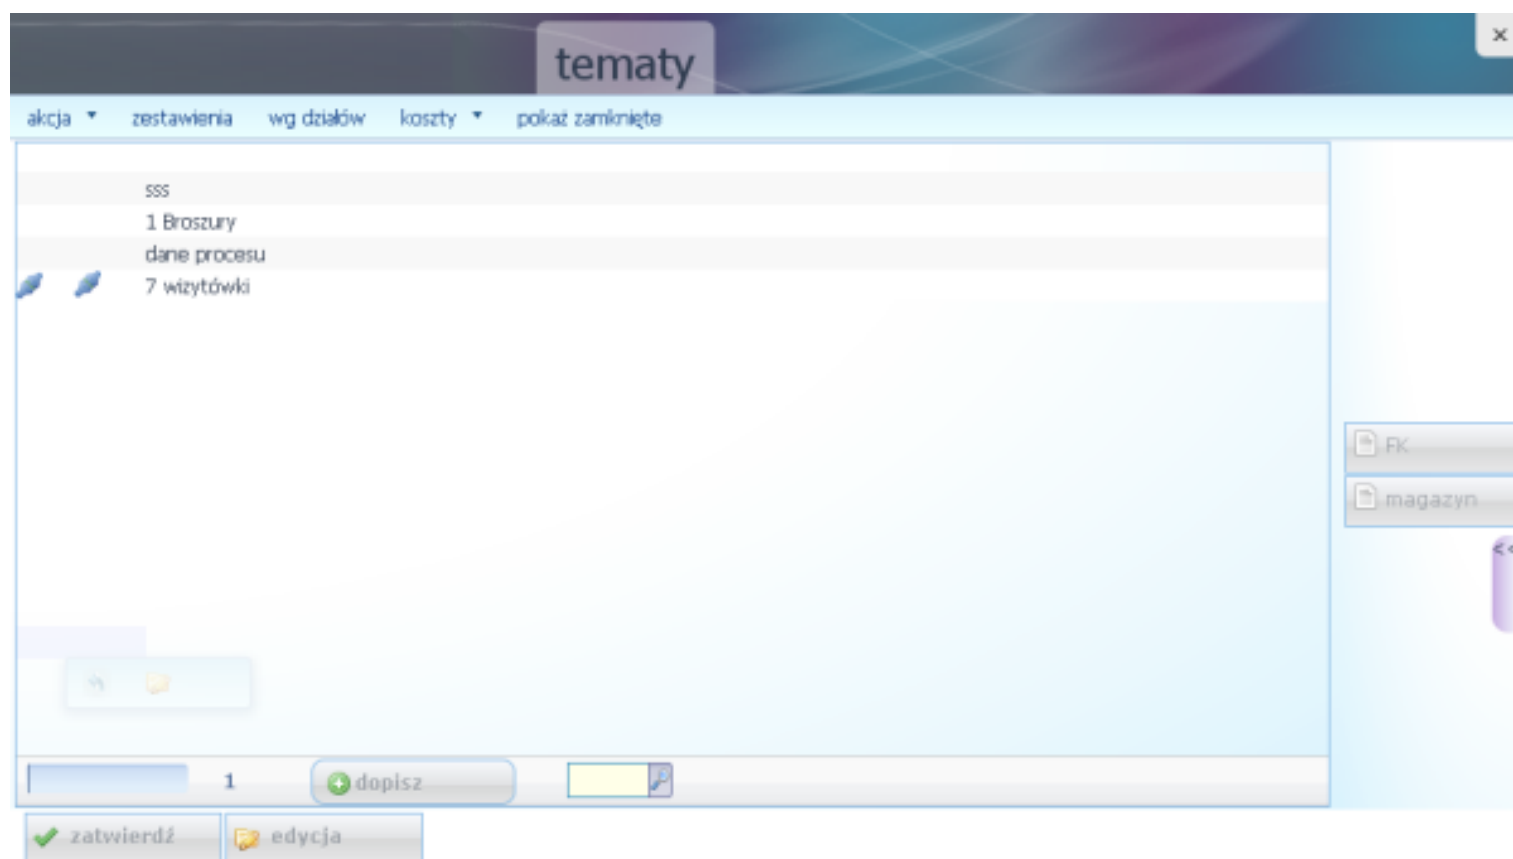 tematy
×
akcja zestawienia wg działów koszty pokaż zamknięte
sss
1 Broszury
dane procesu
7 wizytówki
FK
magazyn
<<
1 dopisz
zatwierdź edycja